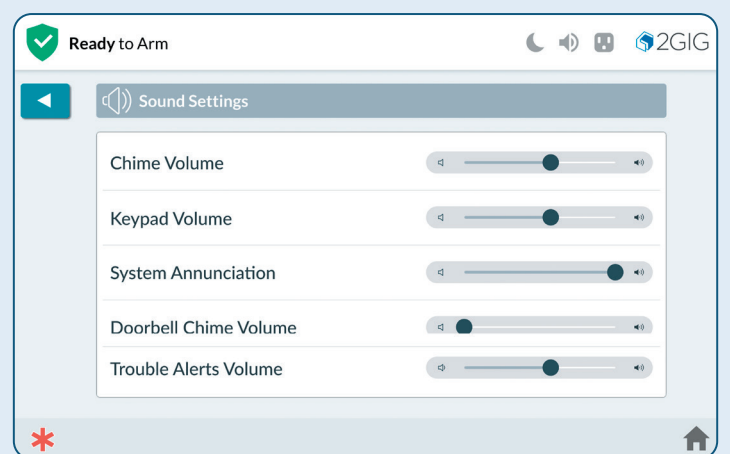 Ready to Arm
2GIG
Sound Settings
Chime Volume
Keypad Volume
System Annunciation
Doorbell Chime Volume
Trouble Alerts Volume